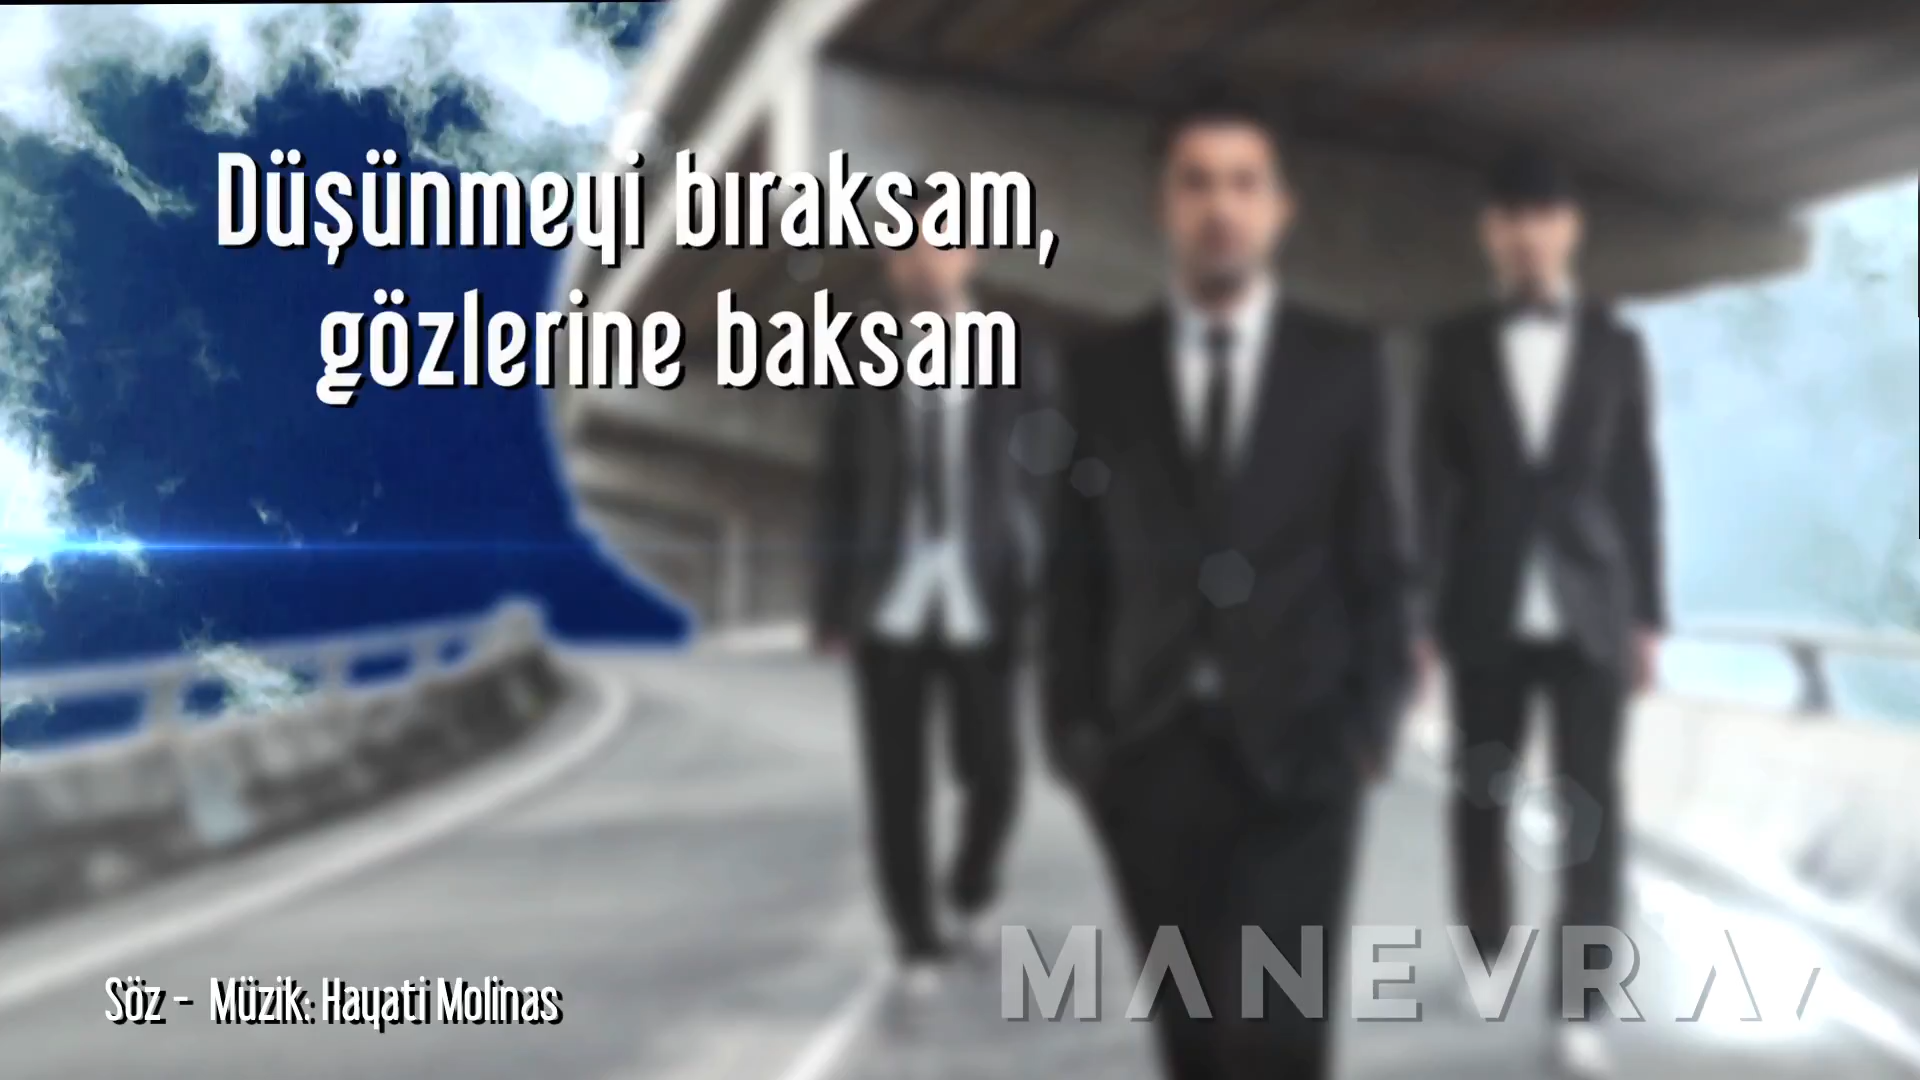 Düşünmeyi bıraksam,
gözlerine baksam
Söz - Müzik: Hayati Molinas
MANEVRA